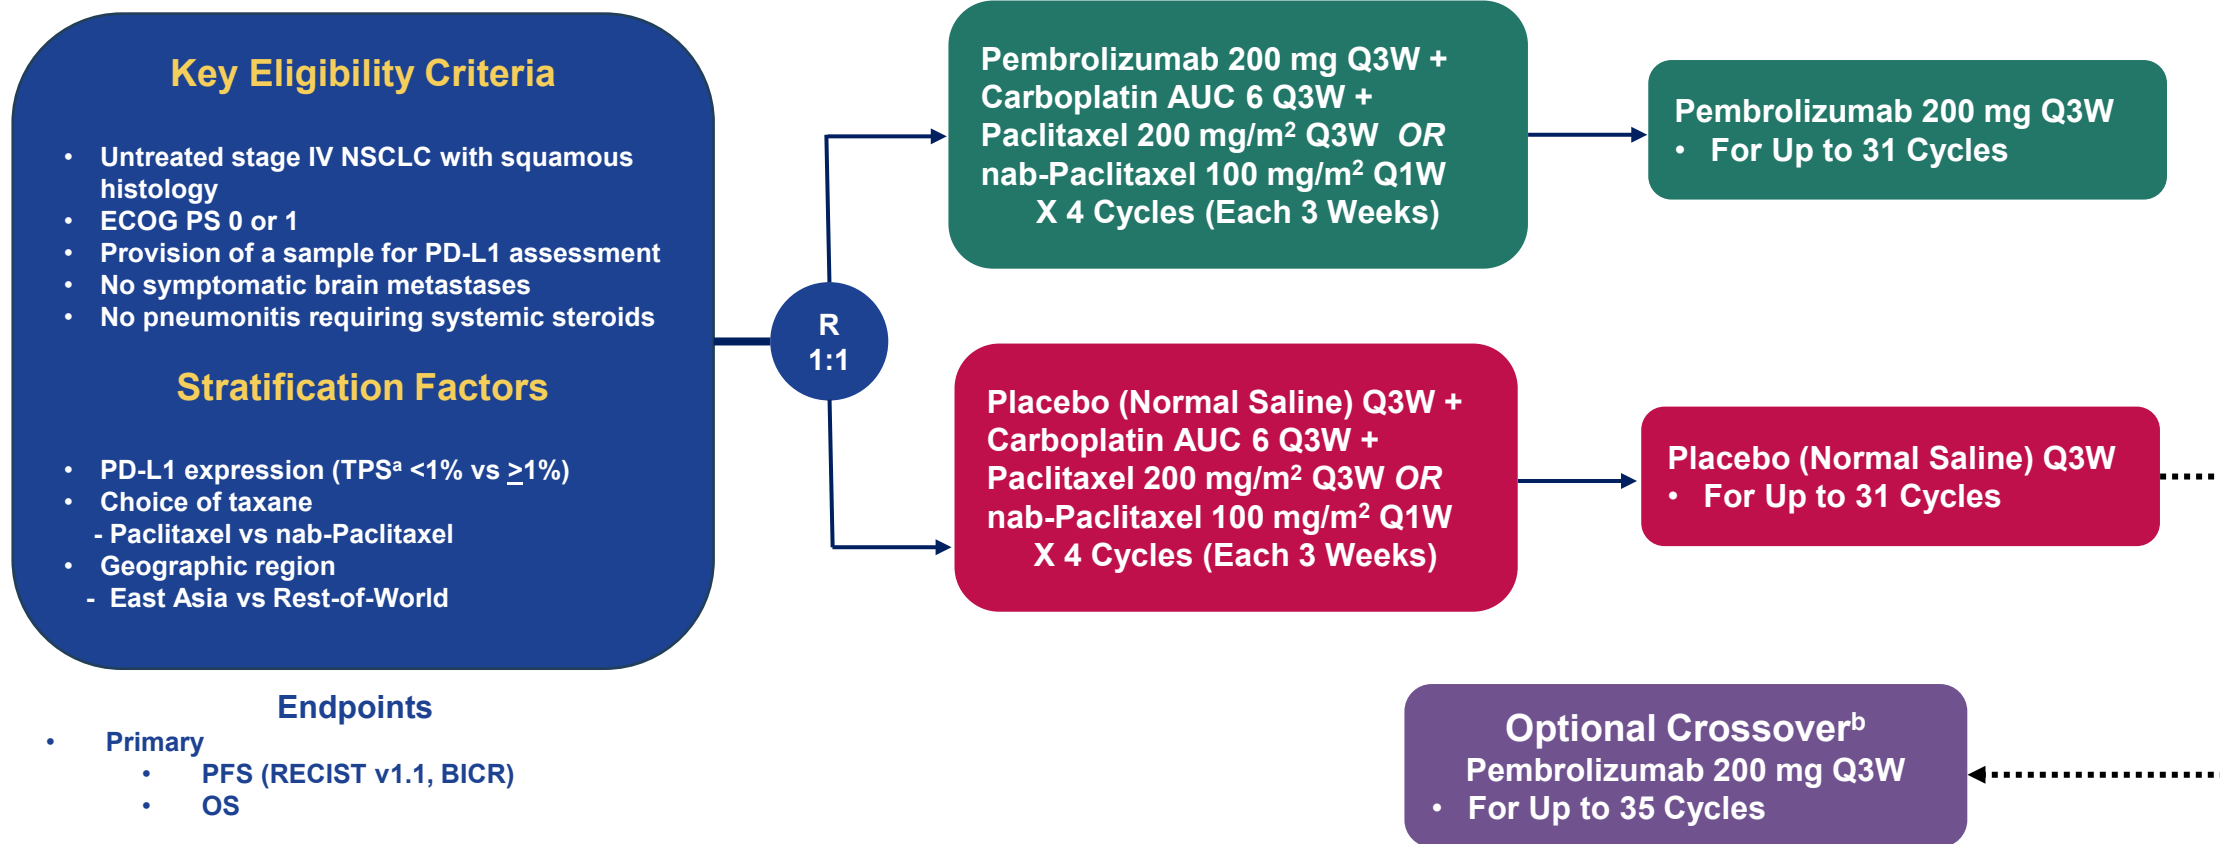 Key Eligibility Criteria
• Untreated stage IV NSCLC with squamous
histology
• ECOG PS 0 or 1
• Provision of a sample for PD-L1 assessment
• No symptomatic brain metastases
• No pneumonitis requiring systemic steroids
Stratification Factors
• PD-L1 expression (TPSᵃ <1% vs ≥1%)
• Choice of taxane
- Paclitaxel vs nab-Paclitaxel
• Geographic region
- East Asia vs Rest-of-World
Endpoints
• Primary
• PFS (RECIST v1.1, BICR)
• OS
R
1:1
Pembrolizumab 200 mg Q3W +
Carboplatin AUC 6 Q3W +
Paclitaxel 200 mg/m² Q3W OR
nab-Paclitaxel 100 mg/m² Q1W
X 4 Cycles (Each 3 Weeks)
Pembrolizumab 200 mg Q3W
• For Up to 31 Cycles
Placebo (Normal Saline) Q3W +
Carboplatin AUC 6 Q3W +
Paclitaxel 200 mg/m² Q3W OR
nab-Paclitaxel 100 mg/m² Q1W
X 4 Cycles (Each 3 Weeks)
Placebo (Normal Saline) Q3W
• For Up to 31 Cycles
Optional Crossoverᵇ
Pembrolizumab 200 mg Q3W
• For Up to 35 Cycles